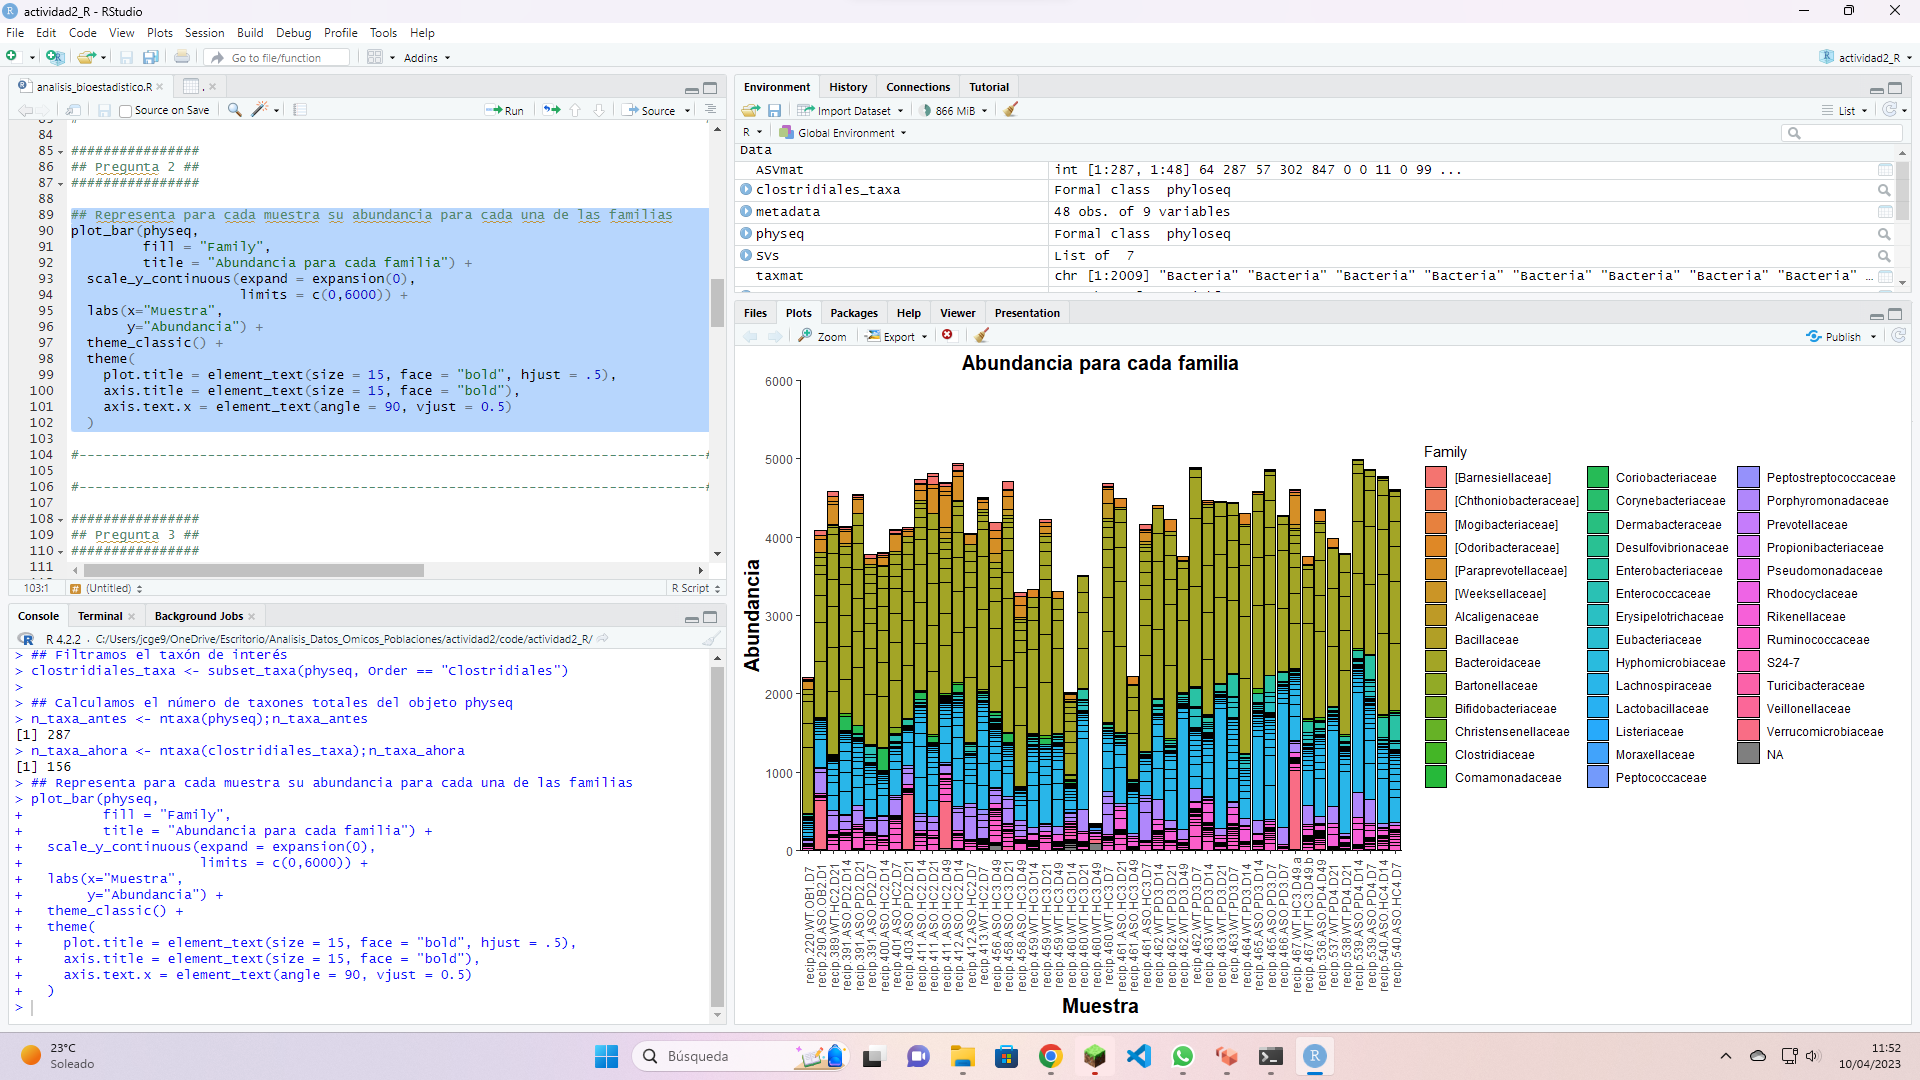 actividad2_R - RStudio
File Edit Code View Plots Session Build Debug Profile Tools Help
Go to file/function Addins actividad2_R
analisis_bioestadistico.R .
Source on Save Run Source
84
85 ################
86 ## Pregunta 2 ##
87 ################
88
89 ## Representa para cada muestra su abundancia para cada una de las familias
90 plot_bar(physeq,
91 fill = "Family",
92 title = "Abundancia para cada familia") +
93 scale_y_continuous(expand = expansion(0),
94 limits = c(0,6000)) +
95 labs(x="Muestra",
96 y="Abundancia") +
97 theme_classic() +
98 theme(
99 plot.title = element_text(size = 15, face = "bold", hjust = .5),
100 axis.title = element_text(size = 15, face = "bold"),
101 axis.text.x = element_text(angle = 90, vjust = 0.5)
102 )
103
104 #------------------------------------------------------------------------------#
105
106 #------------------------------------------------------------------------------#
107
108 ################
109 ## Pregunta 3 ##
110 ################
111
103:1 (Untitled) R Script
Console Terminal Background Jobs
R 4.2.2 · C:/Users/jcge9/OneDrive/Escritorio/Analisis_Datos_Omicos_Poblaciones/actividad2/code/actividad2_R/
> ## Filtramos el taxón de interés
> clostridiales_taxa <- subset_taxa(physeq, Order == "Clostridiales")
>
> ## Calculamos el número de taxones totales del objeto physeq
> n_taxa_antes <- ntaxa(physeq);n_taxa_antes
[1] 287
> n_taxa_ahora <- ntaxa(clostridiales_taxa);n_taxa_ahora
[1] 156
> ## Representa para cada muestra su abundancia para cada una de las familias
> plot_bar(physeq,
+ fill = "Family",
+ title = "Abundancia para cada familia") +
+ scale_y_continuous(expand = expansion(0),
+ limits = c(0,6000)) +
+ labs(x="Muestra",
+ y="Abundancia") +
+ theme_classic() +
+ theme(
+ plot.title = element_text(size = 15, face = "bold", hjust = .5),
+ axis.title = element_text(size = 15, face = "bold"),
+ axis.text.x = element_text(angle = 90, vjust = 0.5)
+ )
>
Environment History Connections Tutorial
Import Dataset 866 MiB List
R Global Environment
Data
ASVmat int [1:287, 1:48] 64 287 57 302 847 0 0 11 0 99 ...
clostridiales_taxa Formal class phyloseq
metadata 48 obs. of 9 variables
physeq Formal class phyloseq
SVs List of 7
taxmat chr [1:2009] "Bacteria" "Bacteria" "Bacteria" "Bacteria" "Bacteria" "Bacteria" "Bacteria" "Bacteria" …
Files Plots Packages Help Viewer Presentation
Zoom Export Publish
Abundancia para cada familia
6000
5000
4000
3000
2000
1000
0
Abundancia
recip.220.WT.OB1.D7
recip.290.ASO.OB2.D1
recip.389.WT.HC2.D21
recip.391.ASO.PD2.D14
recip.391.ASO.PD2.D21
recip.391.ASO.PD2.D7
recip.400.ASO.HC2.D14
recip.401.ASO.HC2.D7
recip.403.ASO.PD2.D21
recip.411.ASO.HC2.D14
recip.411.ASO.HC2.D21
recip.411.ASO.HC2.D49
recip.412.ASO.HC2.D14
recip.412.ASO.HC2.D7
recip.413.WT.HC2.D7
recip.456.ASO.HC3.D49
recip.458.ASO.HC3.D21
recip.458.ASO.HC3.D49
recip.459.WT.HC3.D14
recip.459.WT.HC3.D21
recip.459.WT.HC3.D49
recip.460.WT.HC3.D14
recip.460.WT.HC3.D21
recip.460.WT.HC3.D49
recip.460.WT.HC3.D7
recip.461.ASO.HC3.D21
recip.461.ASO.HC3.D49
recip.461.ASO.HC3.D7
recip.462.WT.PD3.D14
recip.462.WT.PD3.D21
recip.462.WT.PD3.D49
recip.462.WT.PD3.D7
recip.463.WT.PD3.D14
recip.463.WT.PD3.D21
recip.463.WT.PD3.D7
recip.464.WT.PD3.D14
recip.465.ASO.PD3.D14
recip.465.ASO.PD3.D7
recip.466.ASO.PD3.D7
recip.467.WT.HC3.D49.a
recip.467.WT.HC3.D49.b
recip.536.ASO.PD4.D49
recip.537.WT.PD4.D21
recip.538.WT.PD4.D21
recip.539.ASO.PD4.D14
recip.539.ASO.PD4.D7
recip.540.ASO.HC4.D14
recip.540.ASO.HC4.D7
Muestra
Family
[Barnesiellaceae] Coriobacteriaceae Peptostreptococcaceae
[Chthoniobacteraceae] Corynebacteriaceae Porphyromonadaceae
[Mogibacteriaceae] Dermabacteraceae Prevotellaceae
[Odoribacteraceae] Desulfovibrionaceae Propionibacteriaceae
[Paraprevotellaceae] Enterobacteriaceae Pseudomonadaceae
[Weeksellaceae] Enterococcaceae Rhodocyclaceae
Alcaligenaceae Erysipelotrichaceae Rikenellaceae
Bacillaceae Eubacteriaceae Ruminococcaceae
Bacteroidaceae Hyphomicrobiaceae S24-7
Bartonellaceae Lachnospiraceae Turicibacteraceae
Bifidobacteriaceae Lactobacillaceae Veillonellaceae
Christensenellaceae Listeriaceae Verrucomicrobiaceae
Clostridiaceae Moraxellaceae NA
Comamonadaceae Peptococcaceae
23°C
Soleado
Búsqueda
11:52
10/04/2023